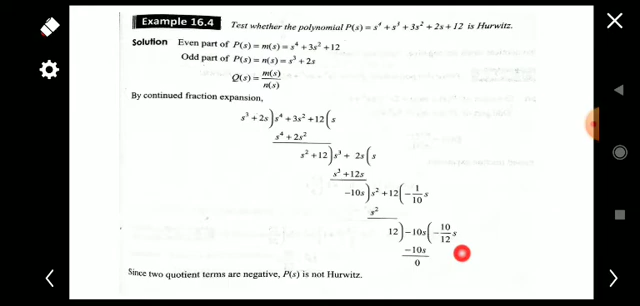 Example 16.4 Test whether the polynomial P(s) = s⁴ + s³ + 3s² + 2s + 12 is Hurwitz.
Solution Even part of P(s) = m(s) = s⁴ + 3s² + 12
Odd part of P(s) = n(s) = s³ + 2s
Q(s) = m(s)/n(s)
By continued fraction expansion,
s³ + 2s ) s⁴ + 3s² + 12 ( s
s⁴ + 2s²
s² + 12 ) s³ + 2s ( s
s³ + 12s
−10s ) s² + 12 ( − 1/10 s
s²
12 ) −10s ( − 10/12 s
−10s
0
Since two quotient terms are negative, P(s) is not Hurwitz.